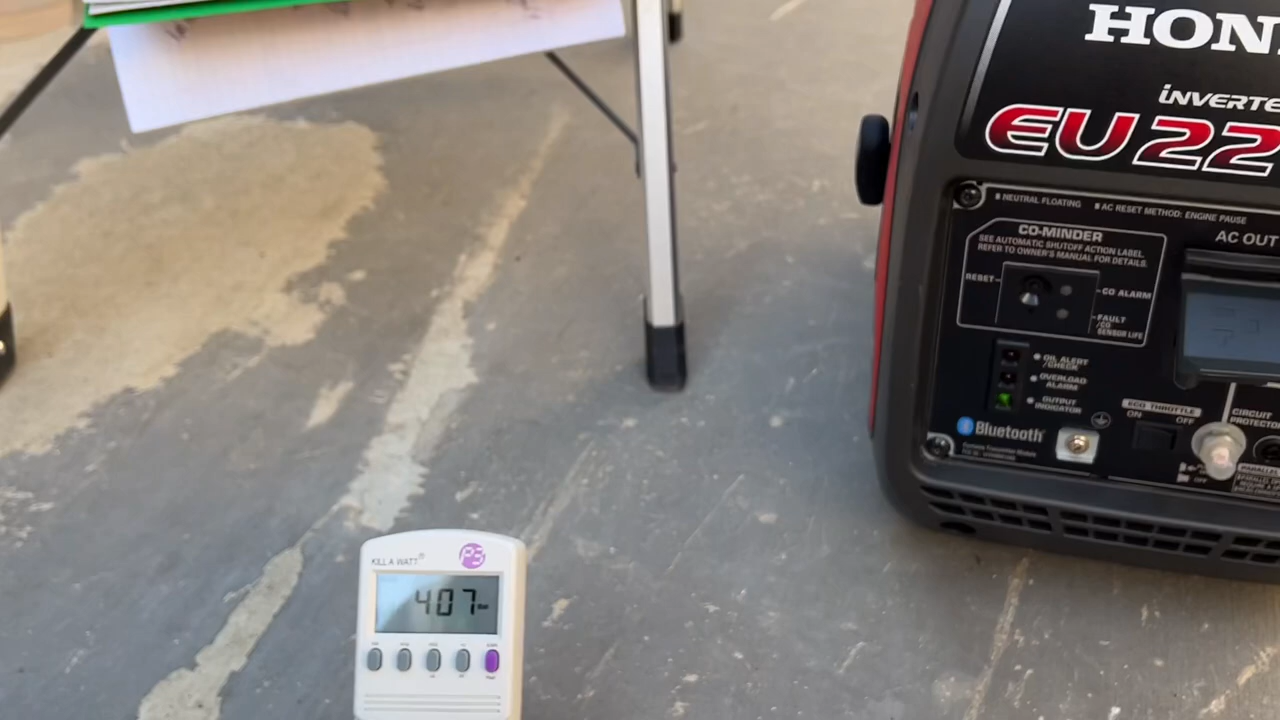 HON
INVERTE
EU22
NEUTRAL FLOATING
AC RESET METHOD: ENGINE PAUSE
CO-MINDER
SEE AUTOMATIC SHUTOFF ACTION LABEL.
REFER TO OWNER'S MANUAL FOR DETAILS.
AC OUT
RESET
CO ALARM
FAULT
/CO
SENSOR LIFE
OIL ALERT
/CHECK
OVERLOAD
ALARM
OUTPUT
INDICATOR
Bluetooth
ECO THROTTLE
ON OFF
CIRCUIT
PROTECTOR
PARALLEL
KILL A WATT®
P3
407